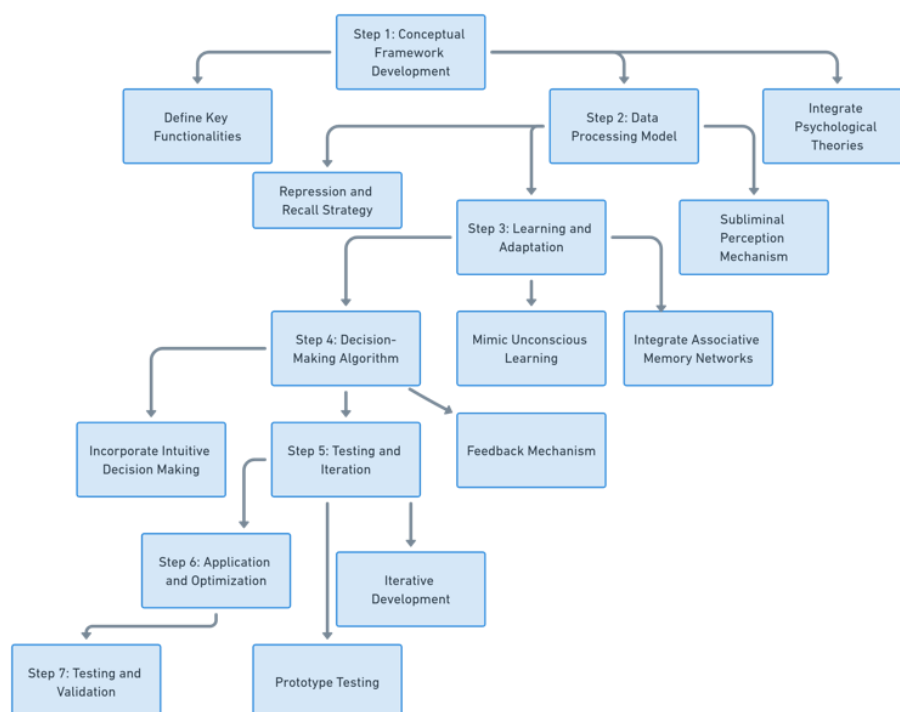 Step 1: Conceptual
Framework
Development
Define Key
Functionalities
Step 2: Data
Processing Model
Integrate
Psychological
Theories
Repression and
Recall Strategy
Step 3: Learning and
Adaptation
Subliminal
Perception
Mechanism
Step 4: Decision-
Making Algorithm
Mimic Unconscious
Learning
Integrate Associative
Memory Networks
Incorporate Intuitive
Decision Making
Step 5: Testing and
Iteration
Feedback Mechanism
Step 6: Application
and Optimization
Iterative
Development
Step 7: Testing and
Validation
Prototype Testing